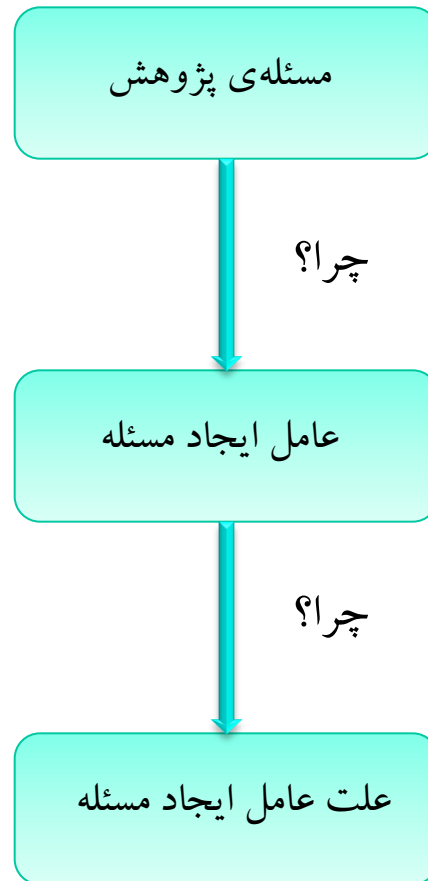 مسئله‌ی پژوهش
چرا؟
عامل ایجاد مسئله
چرا؟
علت عامل ایجاد مسئله